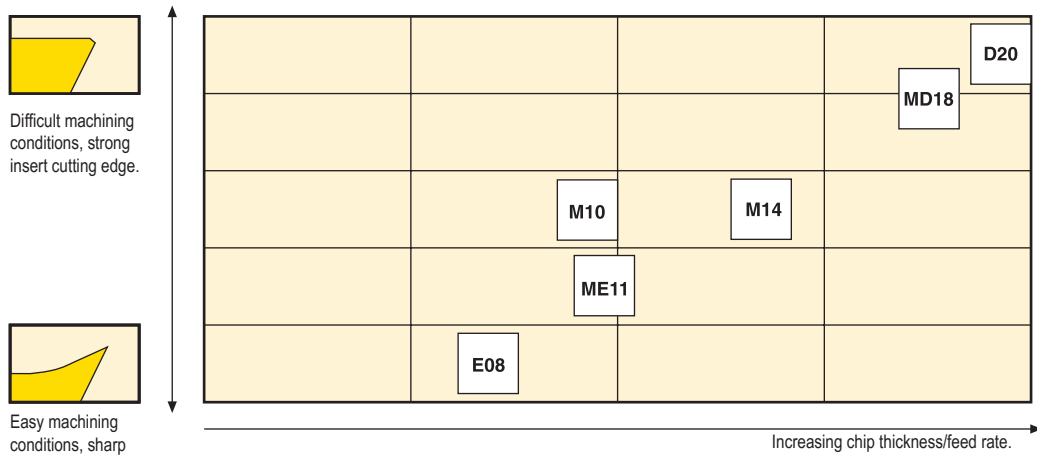 Difficult machining
conditions, strong
insert cutting edge.
D20
MD18
M10
M14
ME11
E08
Easy machining
conditions, sharp
Increasing chip thickness/feed rate.